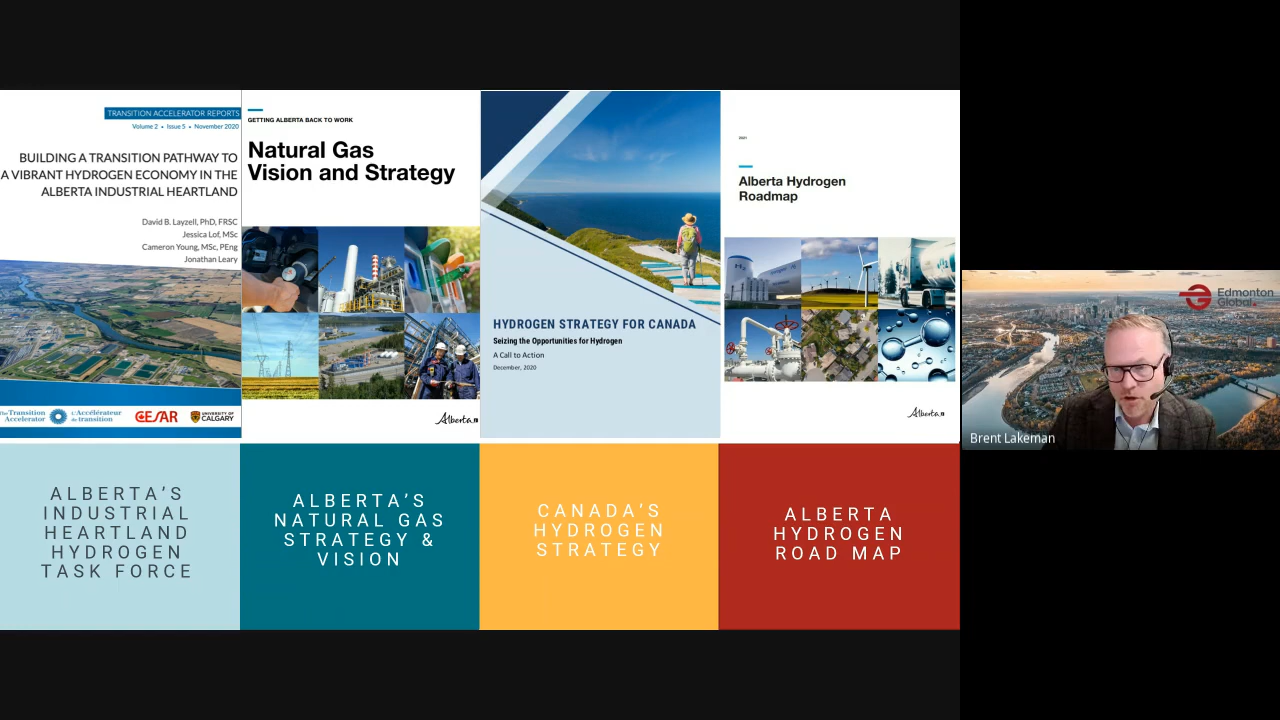 TRANSITION ACCELERATOR REPORTS
Volume 2 • Issue 5 • November 2020
BUILDING A TRANSITION PATHWAY TO
A VIBRANT HYDROGEN ECONOMY IN THE
ALBERTA INDUSTRIAL HEARTLAND
David B. Layzell, PhD, FRSC
Jessica Lof, MSc
Cameron Young, MSc, PEng
Jonathan Leary
Transition
Accelerator
L'Accélérateur
de transition
CESAR
UNIVERSITY OF
CALGARY
GETTING ALBERTA BACK TO WORK
Natural Gas
Vision and Strategy
Alberta
HYDROGEN STRATEGY FOR CANADA
Seizing the Opportunities for Hydrogen
A Call to Action
December, 2020
2021
Alberta Hydrogen
Roadmap
H2
Alberta
ALBERTA'S
INDUSTRIAL
HEARTLAND
HYDROGEN
TASK FORCE
ALBERTA'S
NATURAL GAS
STRATEGY &
VISION
CANADA'S
HYDROGEN
STRATEGY
ALBERTA
HYDROGEN
ROAD MAP
Edmonton
Global
Brent Lakeman